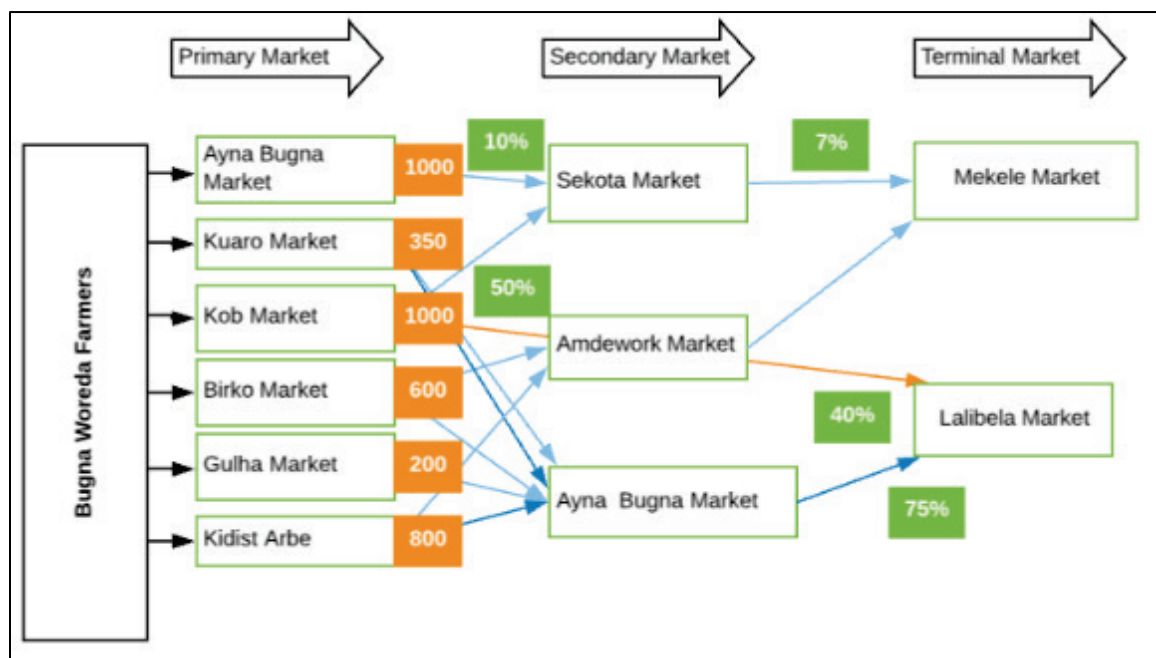 Primary Market
Secondary Market
Terminal Market
Bugna Woreda Farmers
Ayna Bugna
Market
1000
10%
Sekota Market
7%
Mekele Market
Kuaro Market
350
Kob Market
1000
50%
Amdework Market
Birko Market
600
40%
Lalibela Market
Gulha Market
200
Ayna Bugna Market
75%
Kidist Arbe
800